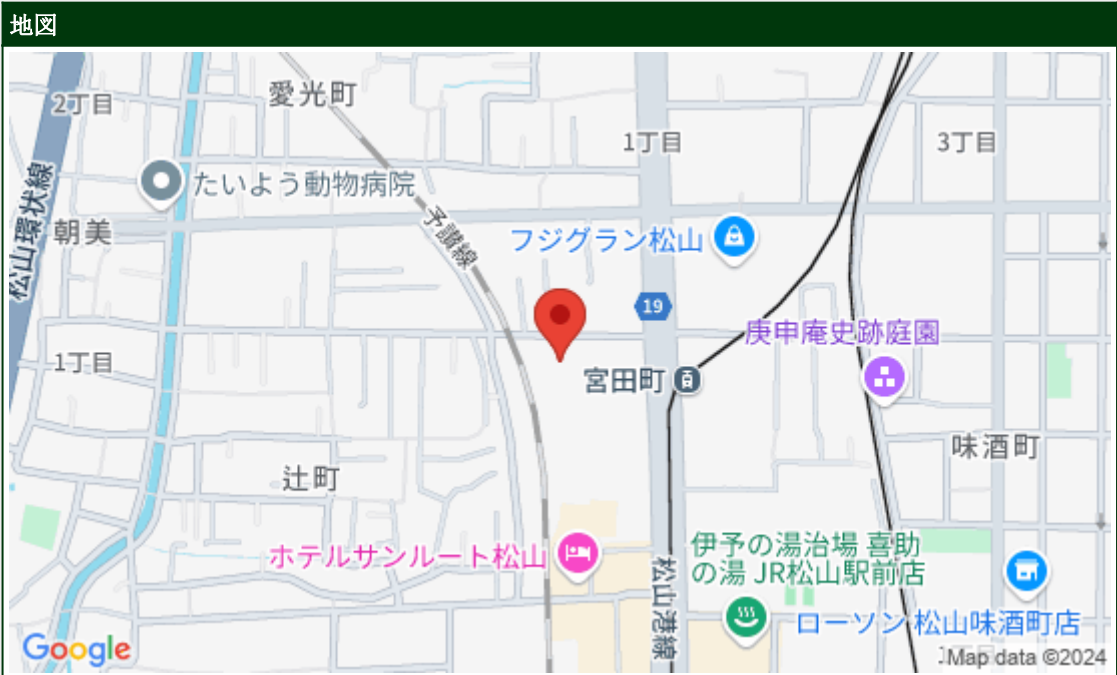 地図
愛光町
2丁目
1丁目
3丁目
たいよう動物病院
松山環状線
朝美
予讃線
フジグラン松山
19
庚申庵史跡庭園
1丁目
宮田町
味酒町
辻町
伊予の湯治場 喜助
の湯 JR松山駅前店
ホテルサンルート松山
松山港線
ローソン 松山味酒町店
Google
Map data ©2024